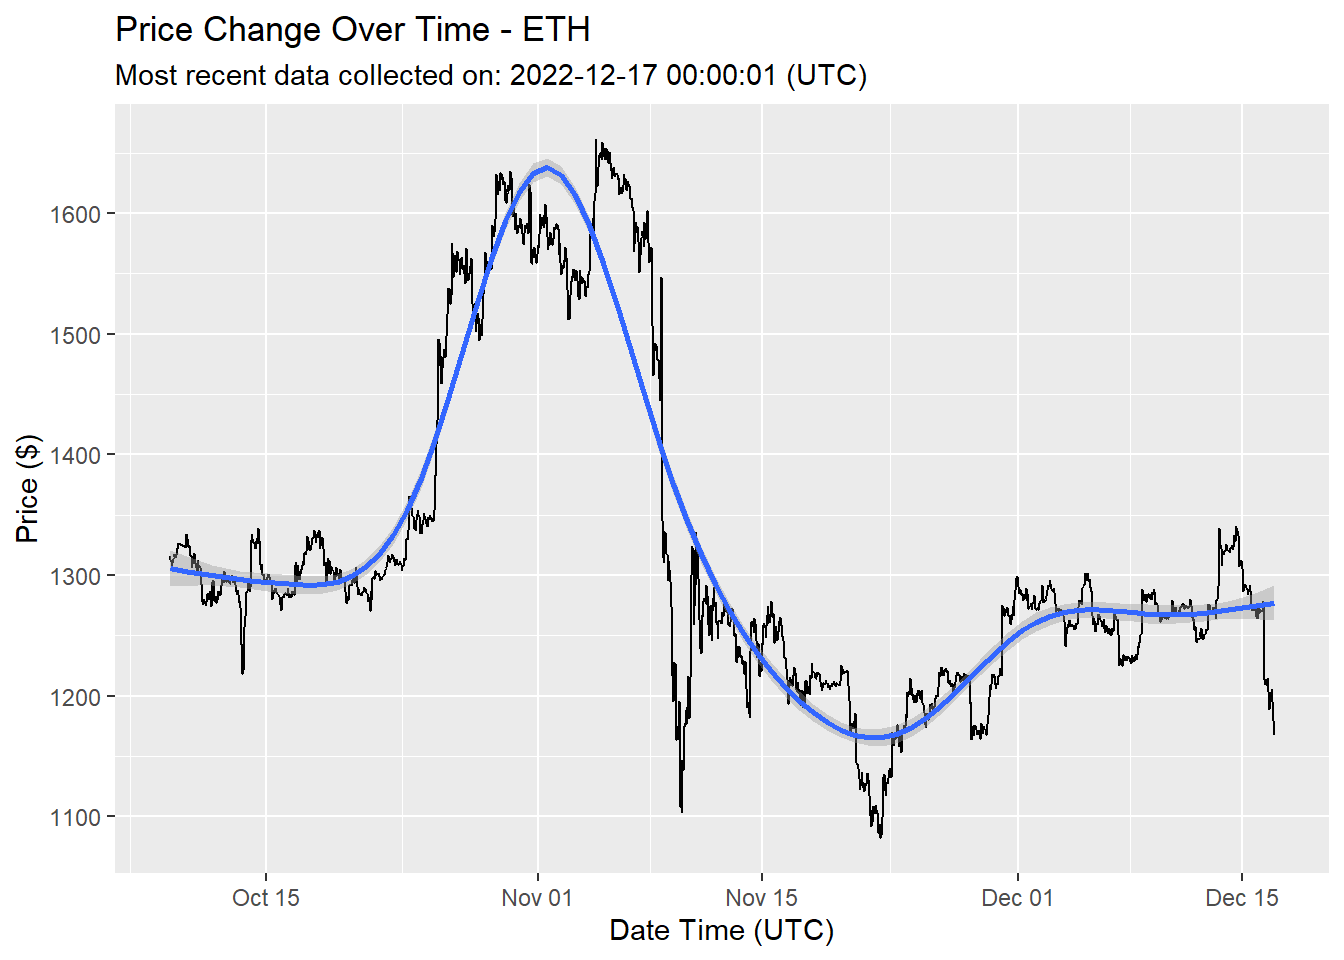 Price Change Over Time - ETH
Most recent data collected on: 2022-12-17 00:00:01 (UTC)
Price ($)
1600
1500
1400
1300
1200
1100
Oct 15
Nov 01
Nov 15
Dec 01
Dec 15
Date Time (UTC)